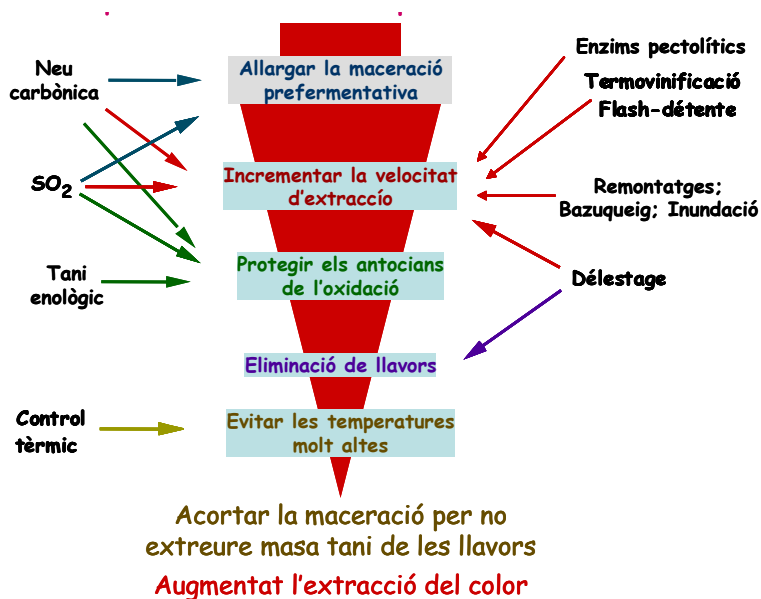 Neu
carbònica
SO2
Tani
enològic
Control
tèrmic
Allargar la maceració
prefermentativa
Incrementar la velocitat
d'extraccío
Protegir els antocians
de l'oxidació
Eliminació de llavors
Evitar les temperatures
molt altes
Enzims pectolítics
Termovinificació
Flash-détente
Remontatges;
Bazuqueig; Inundació
Délestage
Acortar la maceració per no
extreure masa tani de les llavors
Augmentat l'extracció del color